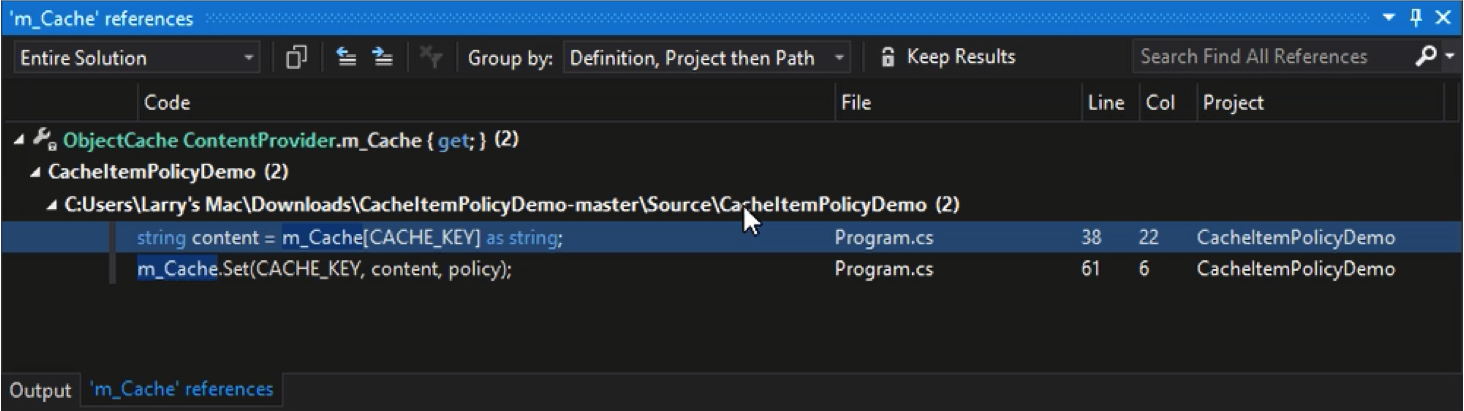 'm_Cache' references
Entire Solution Group by: Definition, Project then Path Keep Results Search Find All References
Code File Line Col Project
ObjectCache ContentProvider.m_Cache { get; } (2)
CacheItemPolicyDemo (2)
C:Users\Larry's Mac\Downloads\CacheItemPolicyDemo-master\Source\CacheItemPolicyDemo (2)
string content = m_Cache[CACHE_KEY] as string; Program.cs 38 22 CacheItemPolicyDemo
m_Cache.Set(CACHE_KEY, content, policy); Program.cs 61 6 CacheItemPolicyDemo
Output 'm_Cache' references